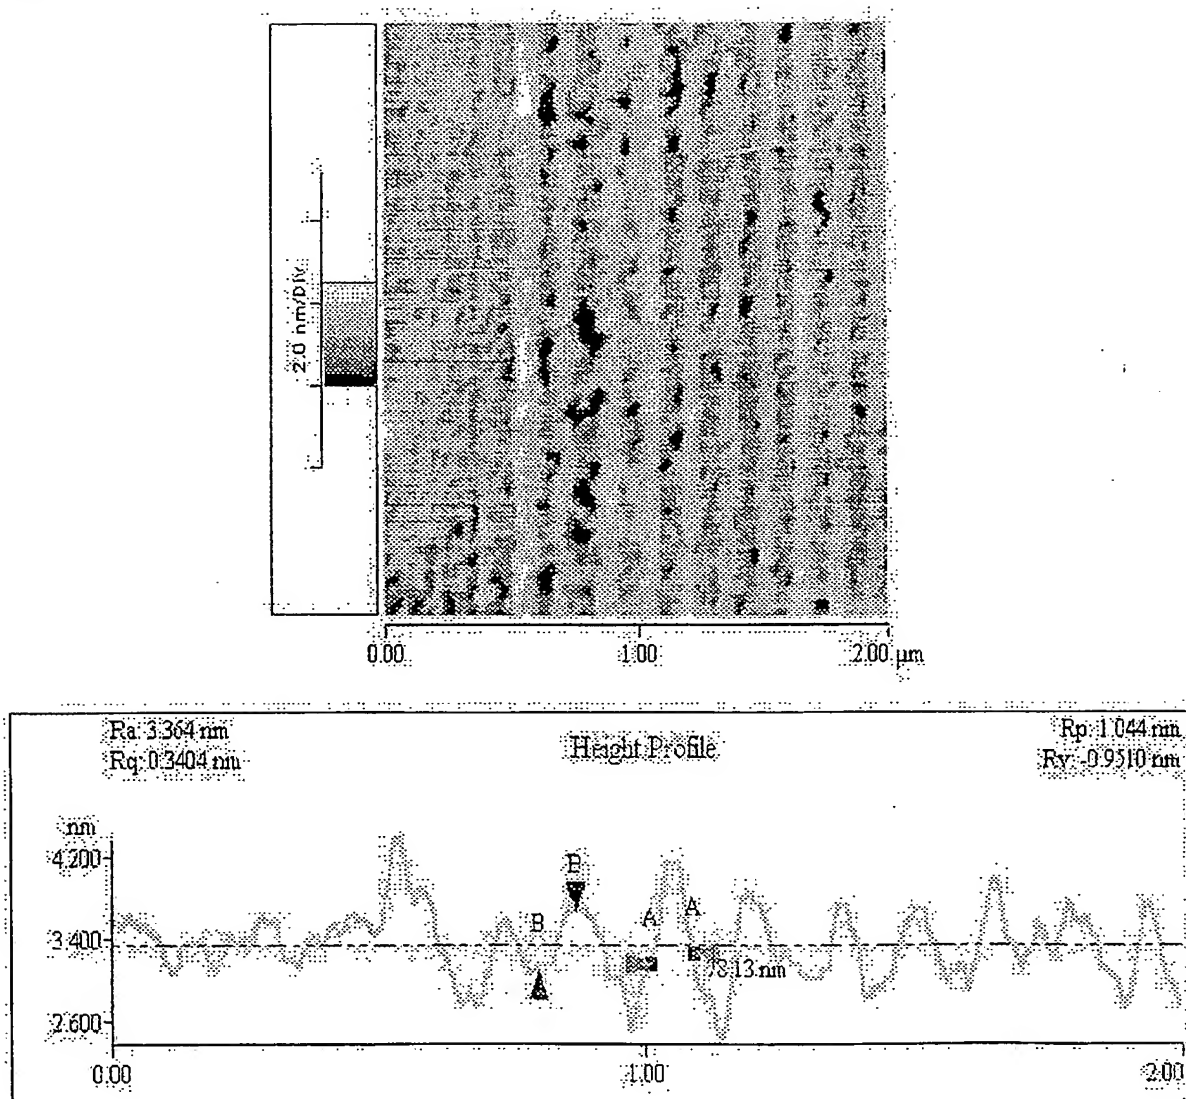 2.0 nm/Div
0.00 1.00 2.00 µm
Ra: 3.364 nm
Rq: 0.3404 nm
Height Profile
Rp: 1.044 nm
Rv: -0.9510 nm
nm
4.200
3.400
2.600
B
B
A
A
78.13 nm
0.00 1.00 2.00